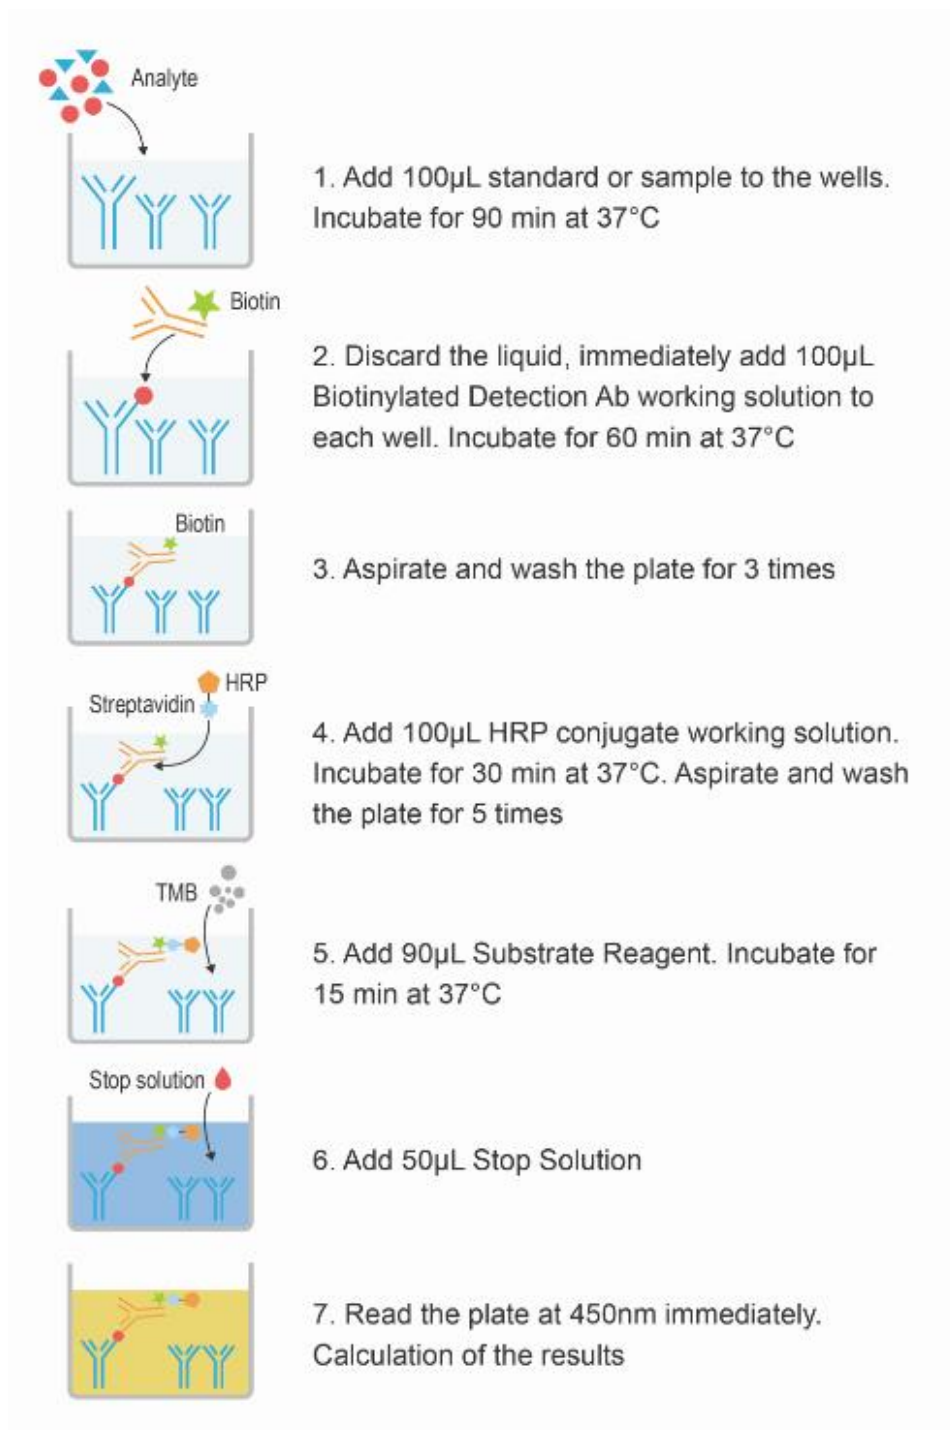 Analyte
1. Add 100μL standard or sample to the wells.
Incubate for 90 min at 37°C
Biotin
2. Discard the liquid, immediately add 100μL
Biotinylated Detection Ab working solution to
each well. Incubate for 60 min at 37°C
Biotin
3. Aspirate and wash the plate for 3 times
HRP
Streptavidin
4. Add 100μL HRP conjugate working solution.
Incubate for 30 min at 37°C. Aspirate and wash
the plate for 5 times
TMB
5. Add 90μL Substrate Reagent. Incubate for
15 min at 37°C
Stop solution
6. Add 50μL Stop Solution
7. Read the plate at 450nm immediately.
Calculation of the results